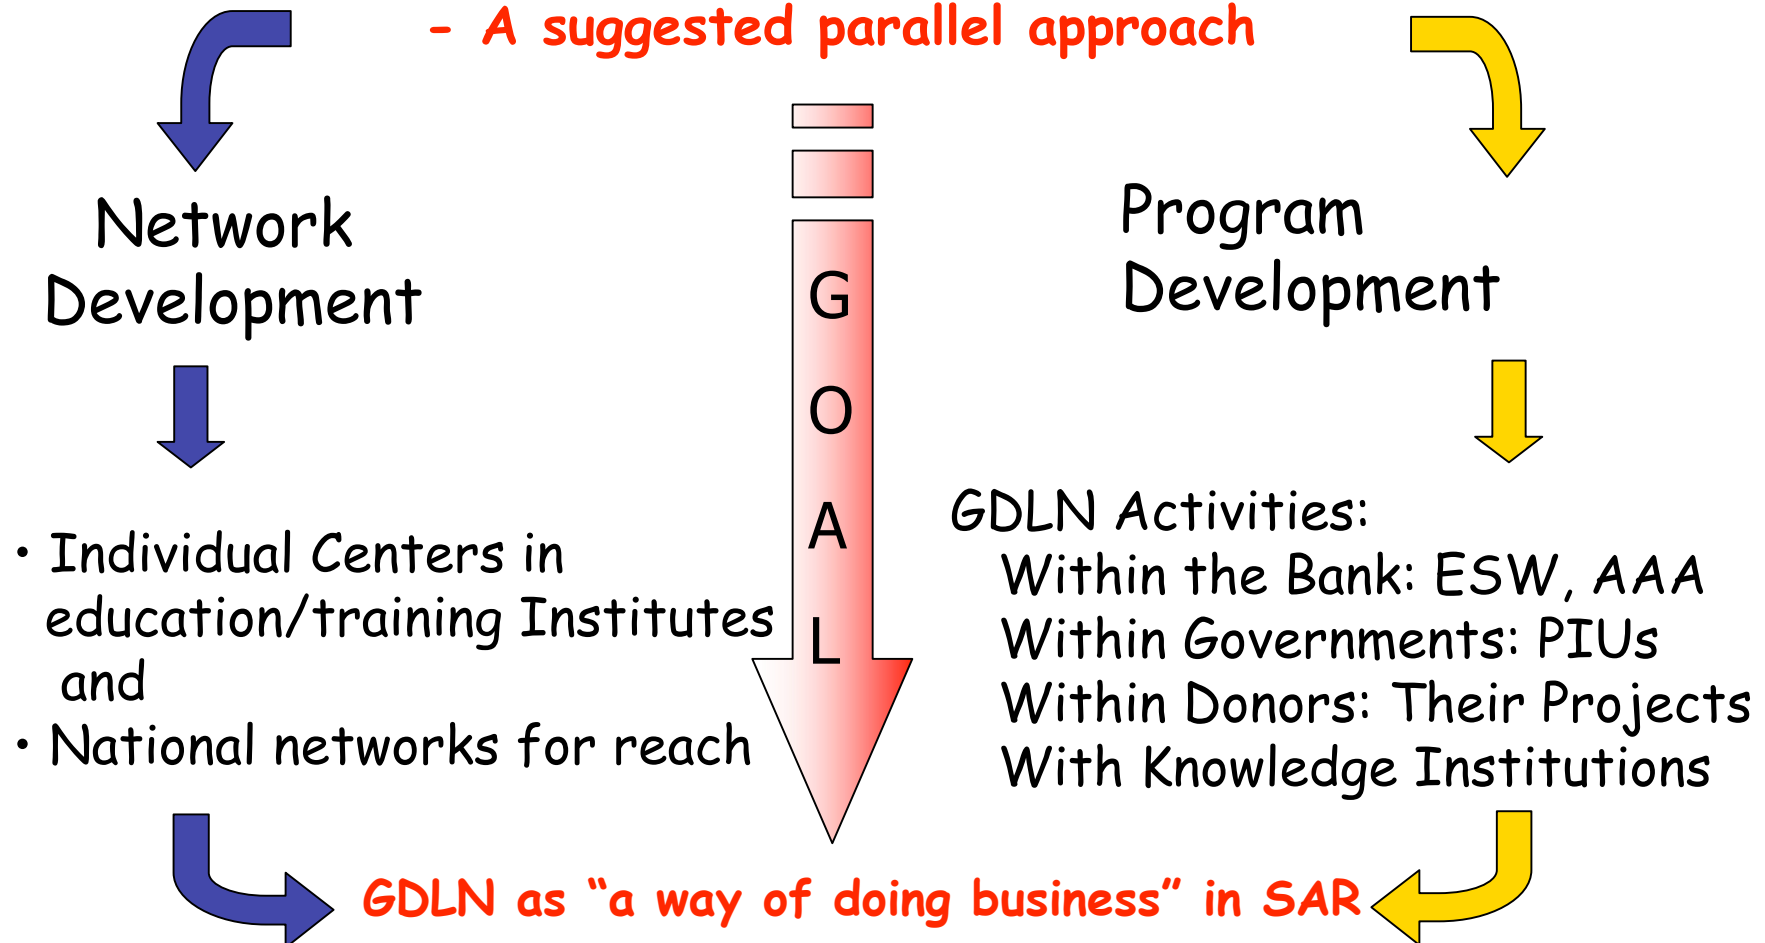 - A suggested parallel approach
Network
Development
• Individual Centers in
education/training Institutes
and
• National networks for reach
G
O
A
L
Program
Development
GDLN Activities:
Within the Bank: ESW, AAA
Within Governments: PIUs
Within Donors: Their Projects
With Knowledge Institutions
GDLN as “a way of doing business” in SAR